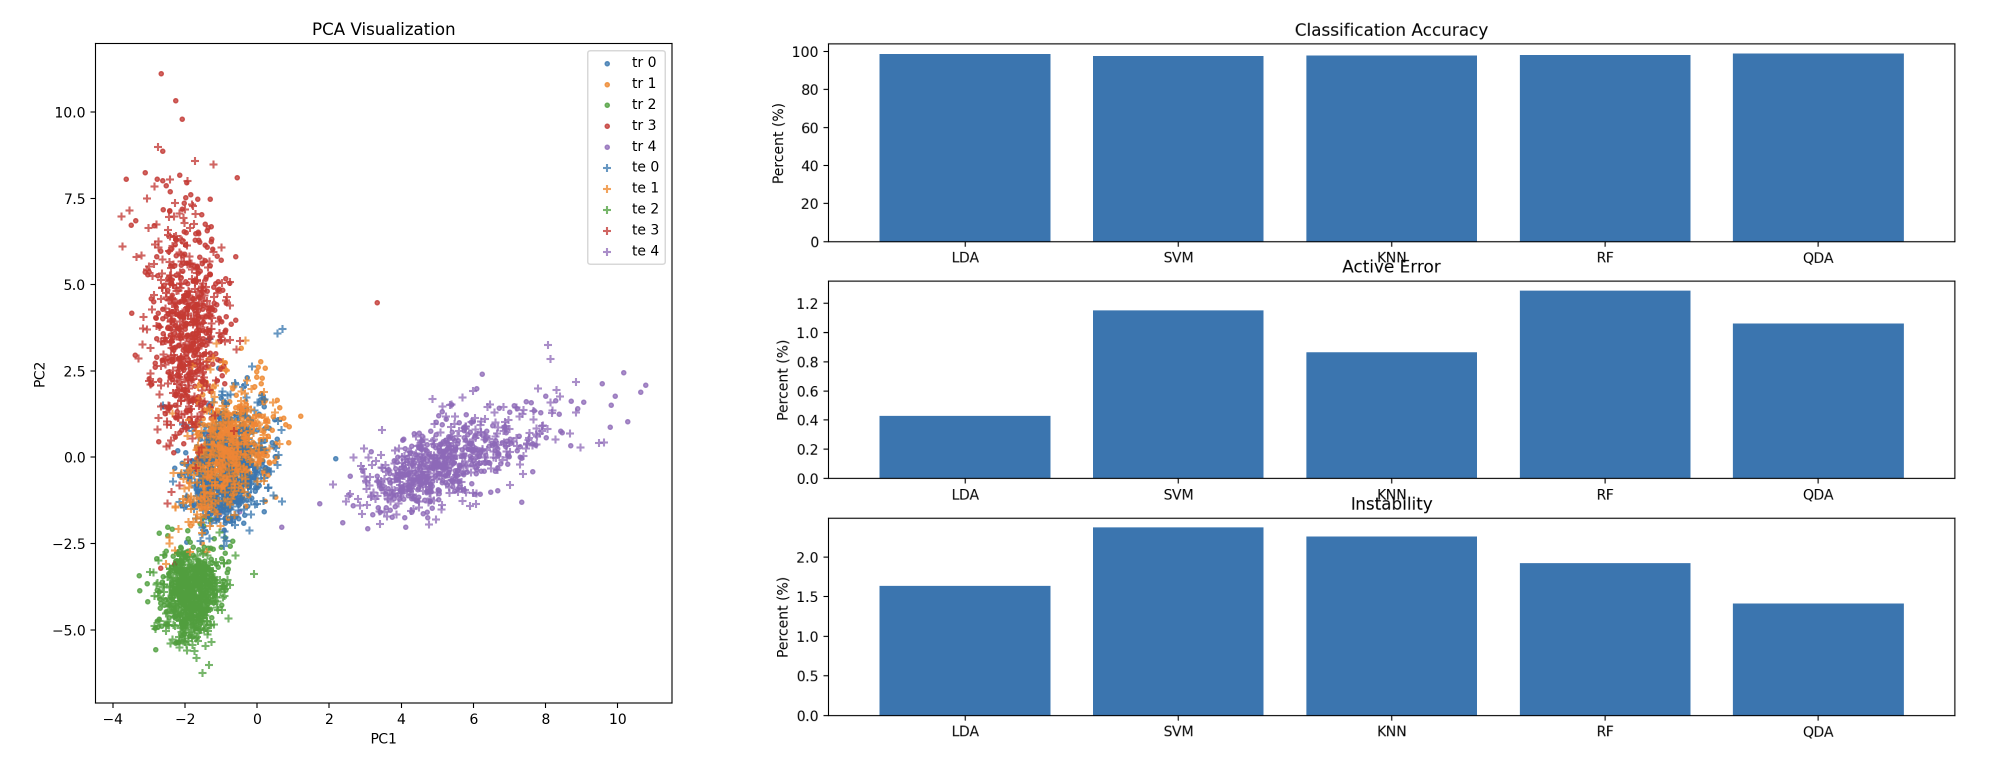 PCA Visualization
10.0
7.5
5.0
2.5
0.0
−2.5
−5.0
PC2
−4 −2 0 2 4 6 8 10
PC1
tr 0
tr 1
tr 2
tr 3
tr 4
te 0
te 1
te 2
te 3
te 4
Classification Accuracy
100
80
60
40
20
0
Percent (%)
LDA SVM KNN RF QDA
Active Error
1.2
1.0
0.8
0.6
0.4
0.2
0.0
Percent (%)
LDA SVM KNN RF QDA
Instability
2.0
1.5
1.0
0.5
0.0
Percent (%)
LDA SVM KNN RF QDA